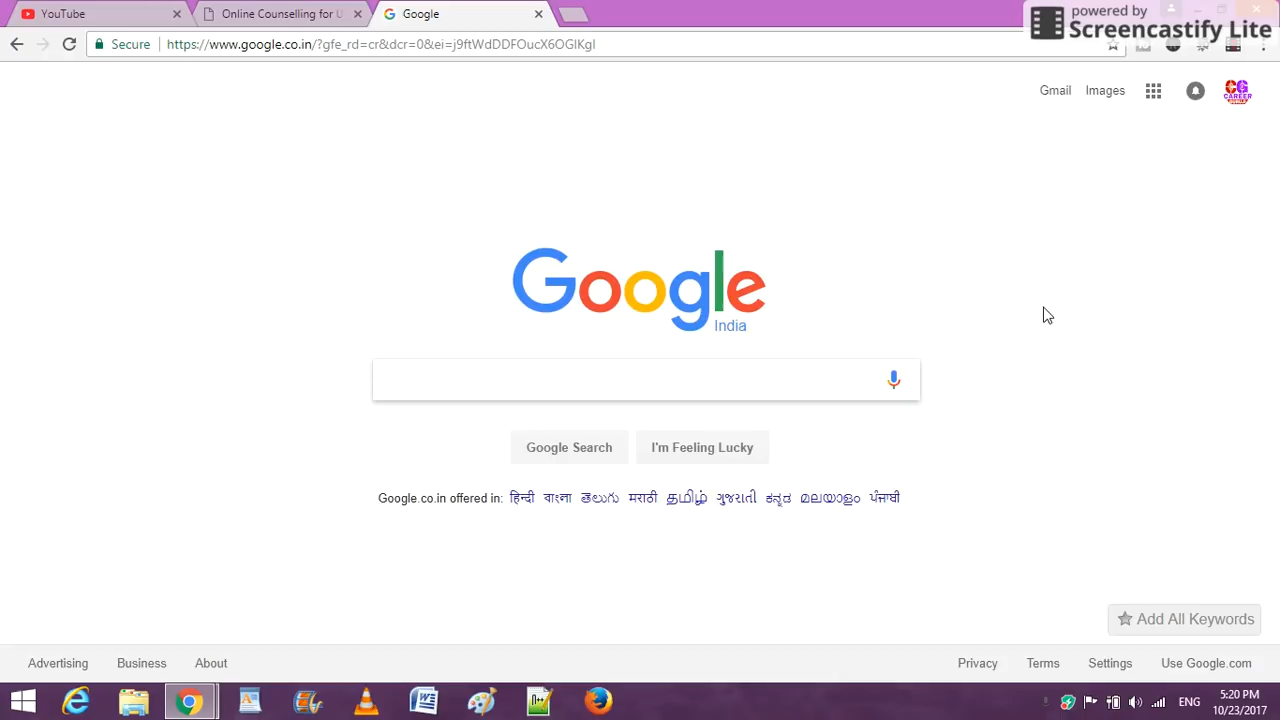 YouTube
Online Counselling for U
Google
powered by
Screencastify Lite
Secure
https://www.google.co.in/?gfe_rd=cr&dcr=0&ei=j9ftWdDDFOuLX6OGIKgI
Gmail
Images
CG
CAREER
Google
India
Google Search
I'm Feeling Lucky
Google.co.in offered in: हिन्दी বাংলা తెలుగు मराठी தமிழ் ગુજરાતી ಕನ್ನಡ മലയാളം ਪੰਜਾਬੀ
Add All Keywords
Advertising
Business
About
Privacy
Terms
Settings
Use Google.com
ENG
5:20 PM
10/23/2017